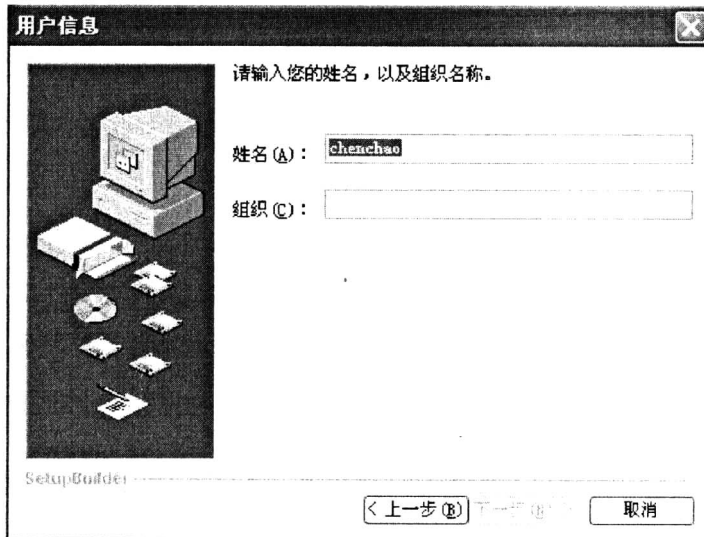 用户信息
请输入您的姓名，以及组织名称。
姓名(A)： chenchao
组织(C)：
SetupBuilder
< 上一步(B)
取消